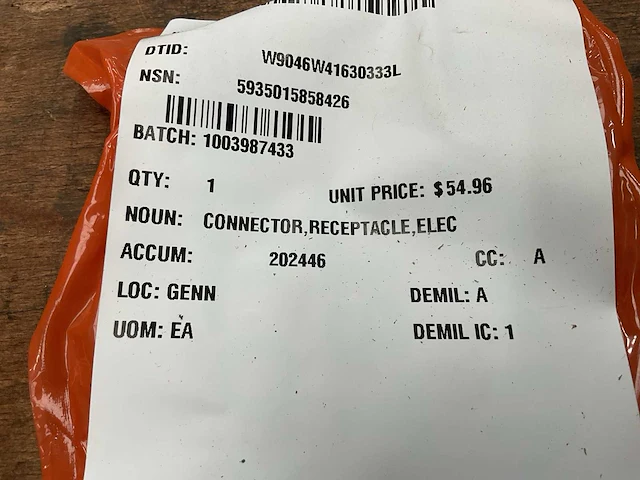 DTID: W9046W41630333L
NSN: 5935015858426
BATCH: 1003987433
QTY: 1 UNIT PRICE: $54.96
NOUN: CONNECTOR,RECEPTACLE,ELEC
ACCUM: 202446 CC: A
LOC: GENN DEMIL: A
UOM: EA DEMIL IC: 1